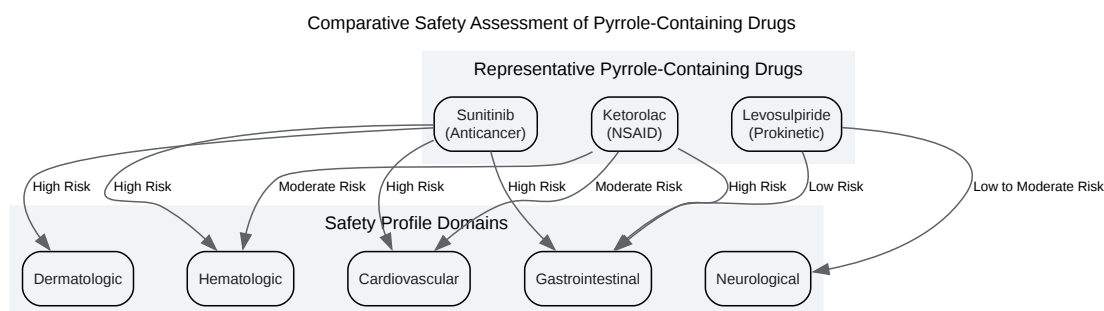 Comparative Safety Assessment of Pyrrole-Containing Drugs
Representative Pyrrole-Containing Drugs
Sunitinib
(Anticancer)
Ketorolac
(NSAID)
Levosulpiride
(Prokinetic)
High Risk
High Risk
Moderate Risk
High Risk
High Risk
Moderate Risk
High Risk
Low Risk
Low to Moderate Risk
Safety Profile Domains
Dermatologic
Hematologic
Cardiovascular
Gastrointestinal
Neurological